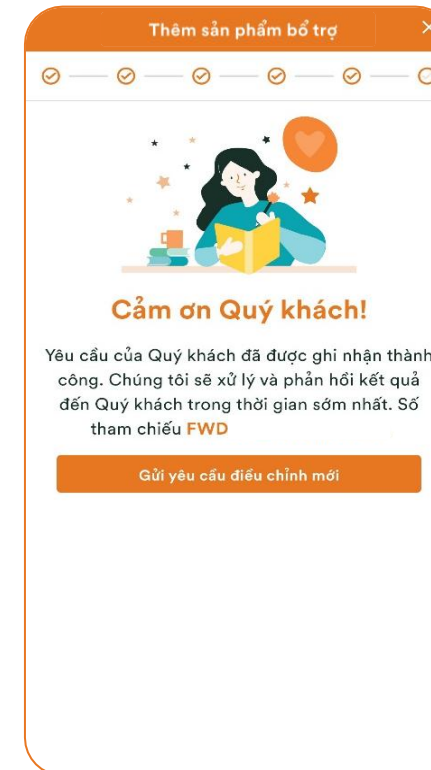 Thêm sản phẩm bổ trợ
Cảm ơn Quý khách!
Yêu cầu của Quý khách đã được ghi nhận thành
công. Chúng tôi sẽ xử lý và phản hồi kết quả
đến Quý khách trong thời gian sớm nhất. Số
tham chiếu FWD
Gửi yêu cầu điều chỉnh mới